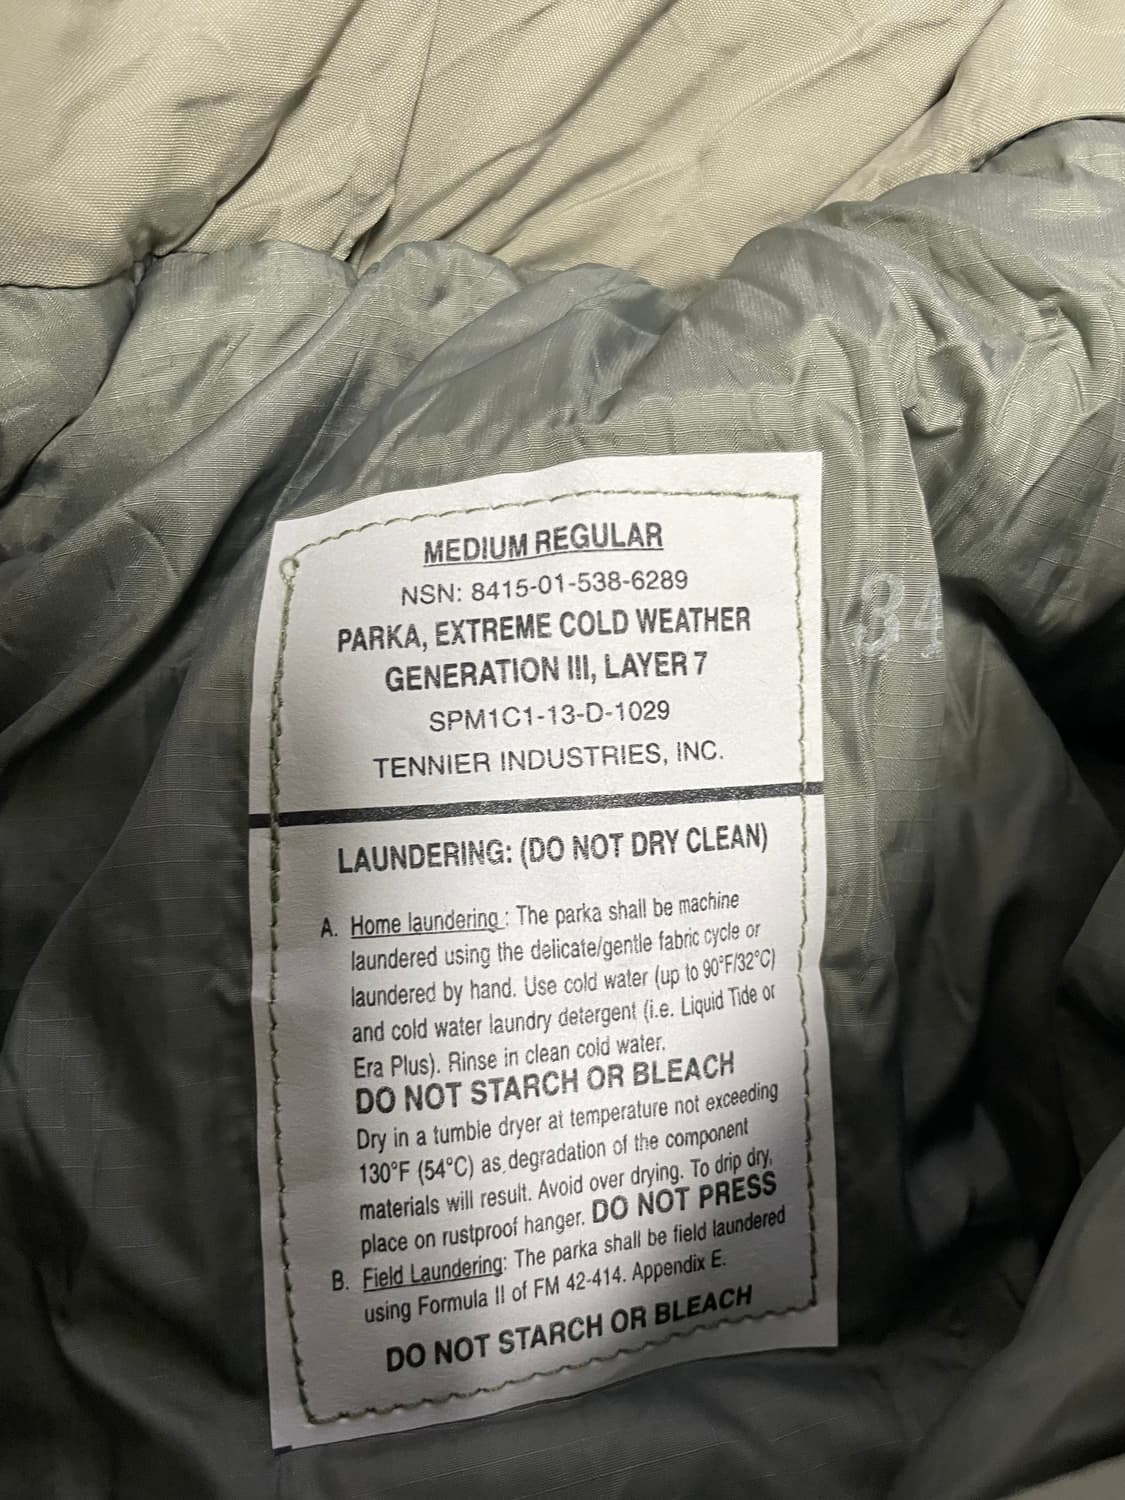 MEDIUM REGULAR
NSN: 8415-01-538-6289
PARKA, EXTREME COLD WEATHER
GENERATION III, LAYER 7
SPM1C1-13-D-1029
TENNIER INDUSTRIES, INC.
LAUNDERING: (DO NOT DRY CLEAN)
A. Home laundering : The parka shall be machine
laundered using the delicate/gentle fabric cycle or
laundered by hand. Use cold water (up to 90°F/32°C)
and cold water laundry detergent (i.e. Liquid Tide or
Era Plus). Rinse in clean cold water.
DO NOT STARCH OR BLEACH
Dry in a tumble dryer at temperature not exceeding
130°F (54°C) as degradation of the component
materials will result. Avoid over drying. To drip dry,
place on rustproof hanger. DO NOT PRESS
B. Field Laundering: The parka shall be field laundered
using Formula II of FM 42-414. Appendix E.
DO NOT STARCH OR BLEACH
34